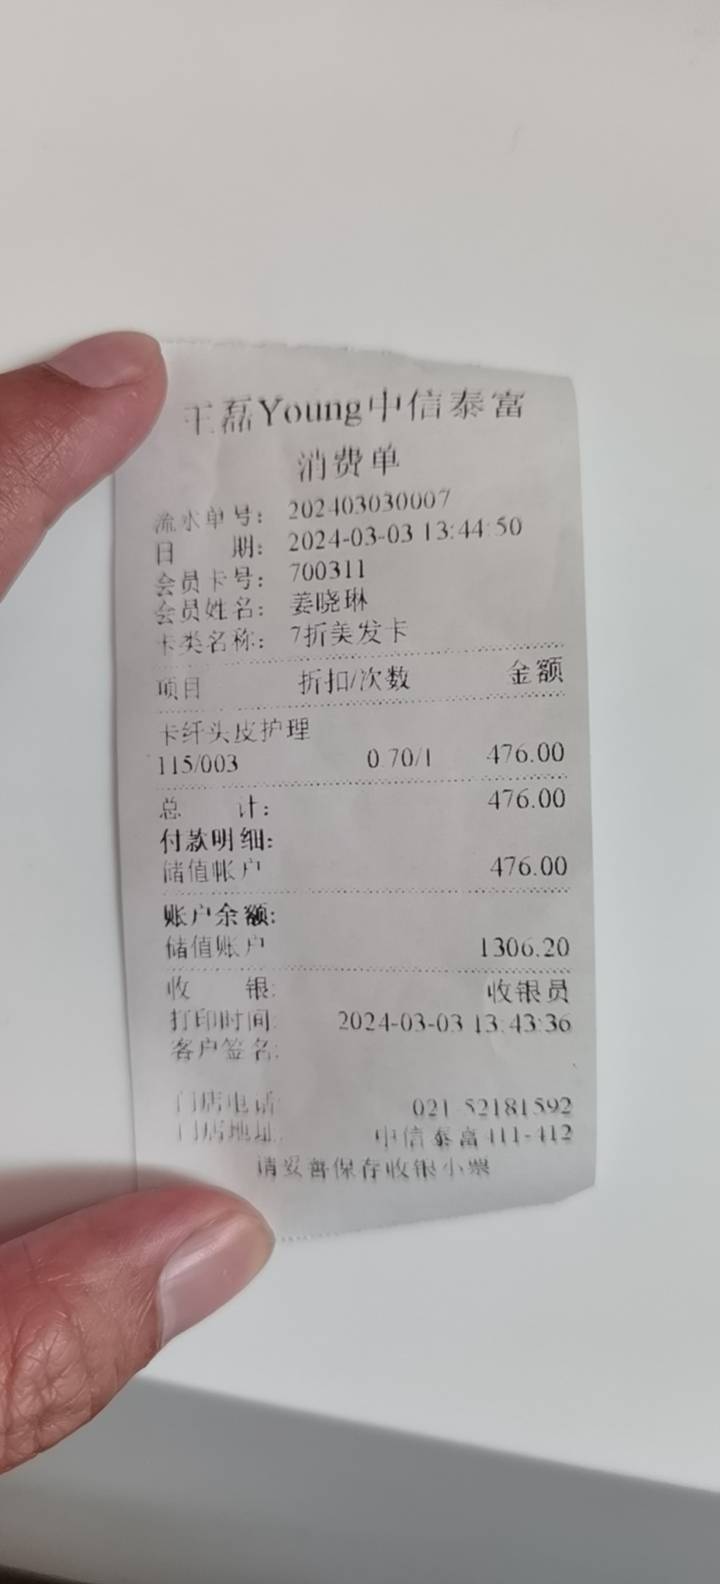 王磊Young中信泰富
消费单
流水单号: 202403030007
日 期: 2024-03-03 13:44:50
会员卡号: 700311
会员姓名: 姜晓琳
卡类名称: 7折美发卡
项目 折扣/次数 金额
卡纤头皮护理
115/003 0.70/1 476.00
总 计: 476.00
付款明细:
储值帐户 476.00
账户余额:
储值账户 1306.20
收 银: 收银员
打印时间: 2024-03-03 13:43:36
客户签名:
门店电话: 021 52181592
门店地址: 中信泰富411-412
请妥善保存收银小票